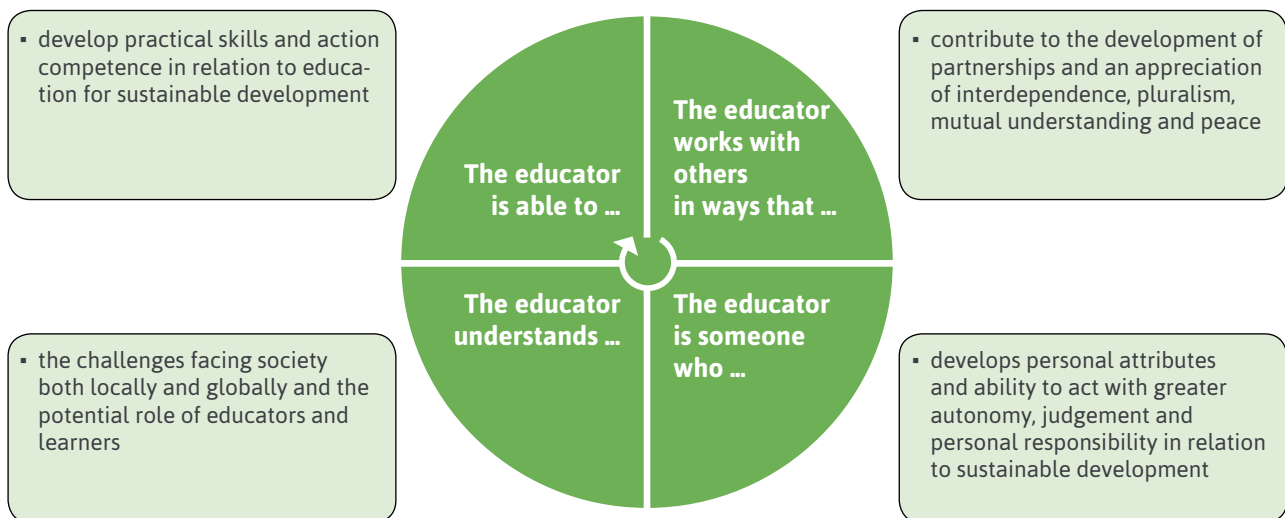 ▪ develop practical skills and action
competence in relation to educa-
tion for sustainable development
The educator
is able to ...
The educator
works with
others
in ways that ...
▪ contribute to the development of
partnerships and an appreciation
of interdependence, pluralism,
mutual understanding and peace
▪ the challenges facing society
both locally and globally and the
potential role of educators and
learners
The educator
understands ...
The educator
is someone
who ...
▪ develops personal attributes
and ability to act with greater
autonomy, judgement and
personal responsibility in relation
to sustainable development